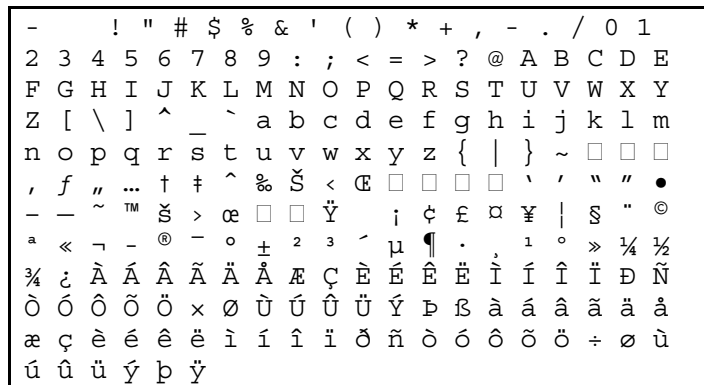 -   ! " # $ % & ' ( ) * + , - . / 0 1
2 3 4 5 6 7 8 9 : ; < = > ? @ A B C D E
F G H I J K L M N O P Q R S T U V W X Y
Z [ \ ] ^ _ ` a b c d e f g h i j k l m
n o p q r s t u v w x y z { | } ~ □ □ □
‚ ƒ „ … † ‡ ˆ ‰ Š ‹ Œ □ □ □ □ ‘ ’ “ ” •
– — ˜ ™ š › œ □ □ Ÿ   ¡ ¢ £ ¤ ¥ ¦ § ¨ ©
ª « ¬ - ® ¯ ° ± ² ³ ´ µ ¶ · ¸ ¹ º » ¼ ½
¾ ¿ À Á Â Ã Ä Å Æ Ç È É Ê Ë Ì Í Î Ï Ð Ñ
Ò Ó Ô Õ Ö × Ø Ù Ú Û Ü Ý Þ ß à á â ã ä å
æ ç è é ê ë ì í î ï ð ñ ò ó ô õ ö ÷ ø ù
ú û ü ý þ ÿ